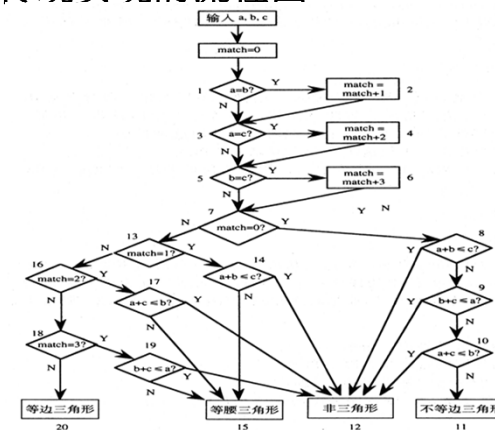 输入 a, b, c
match=0
1 a=b? Y match = match+1 2
N
3 a=c? Y match = match+2 4
N
5 b=c? Y match = match+3 6
N
7 match=0? N Y
Y N
8 a+b≤c? Y N
9 b+c≤a? Y N
10 a+c≤b? Y N
13 match=1? N Y
14 a+b≤c? Y N
16 match=2? Y N
17 a+c≤b? Y N
18 match=3? Y N
19 b+c≤a? Y N
等边三角形 等腰三角形 非三角形 不等边三角形
20 15 12 11